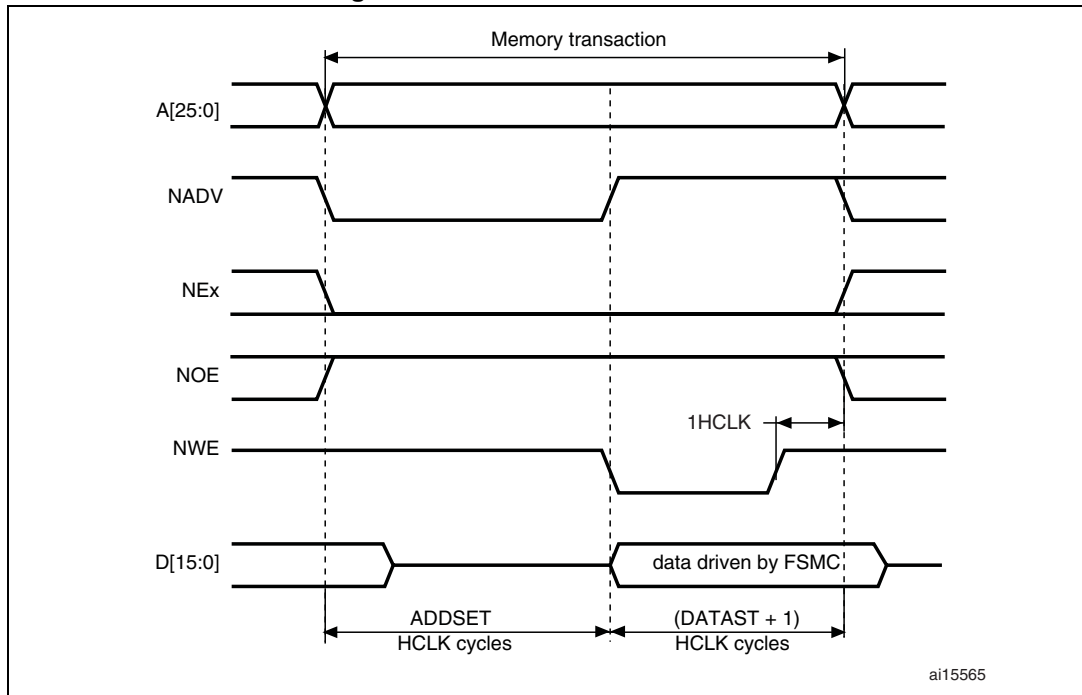 Memory transaction
A[25:0]
NADV
NEx
NOE
1HCLK
NWE
D[15:0]
data driven by FSMC
ADDSET
HCLK cycles
(DATAST + 1)
HCLK cycles
ai15565